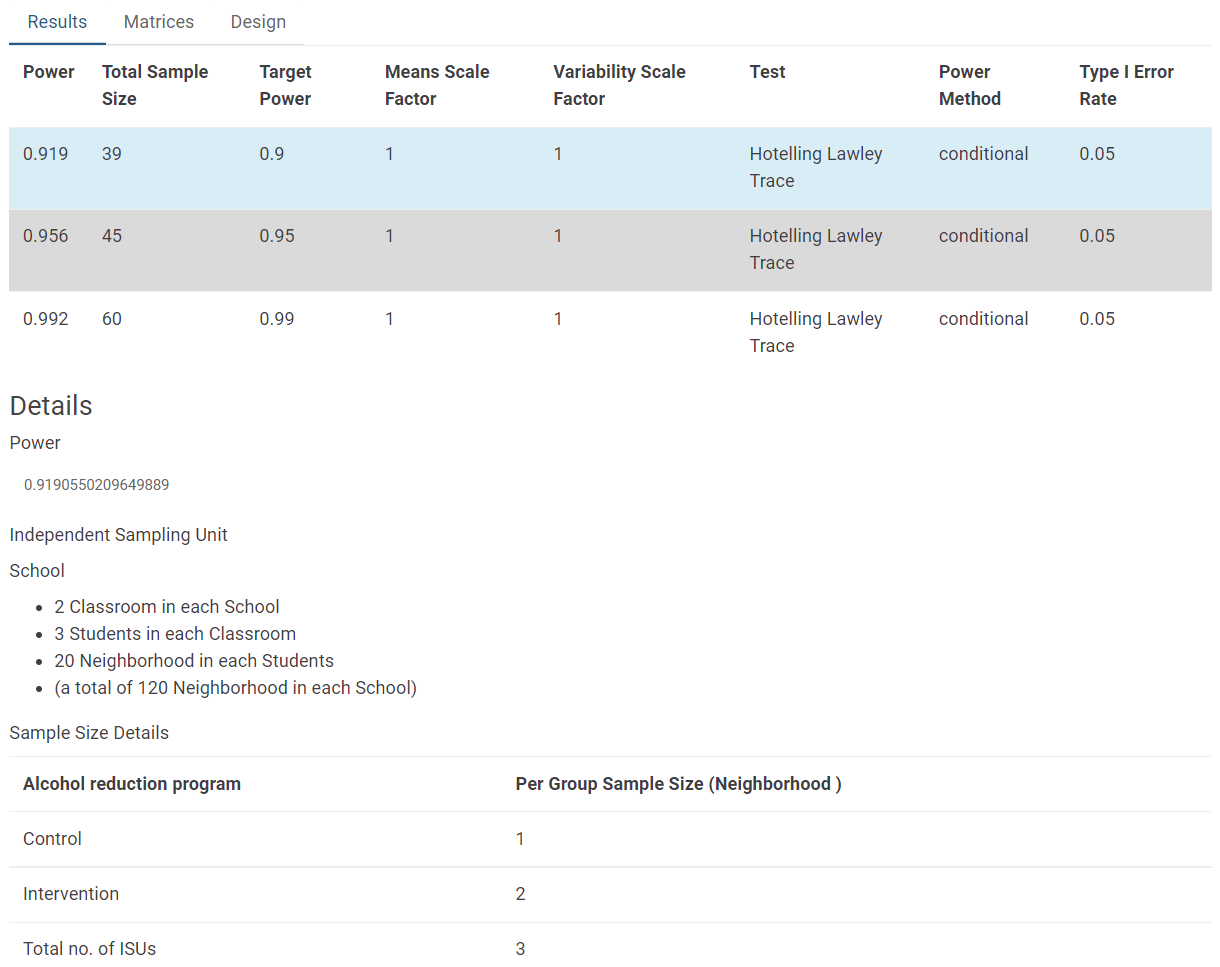 Results Matrices Design
Power Total Sample Size Target Power Means Scale Factor Variability Scale Factor Test Power Method Type I Error Rate
0.919 39 0.9 1 1 Hotelling Lawley Trace conditional 0.05
0.956 45 0.95 1 1 Hotelling Lawley Trace conditional 0.05
0.992 60 0.99 1 1 Hotelling Lawley Trace conditional 0.05
Details
Power
0.9190550209649889
Independent Sampling Unit
School
• 2 Classroom in each School
• 3 Students in each Classroom
• 20 Neighborhood in each Students
• (a total of 120 Neighborhood in each School)
Sample Size Details
Alcohol reduction program Per Group Sample Size (Neighborhood )
Control 1
Intervention 2
Total no. of ISUs 3